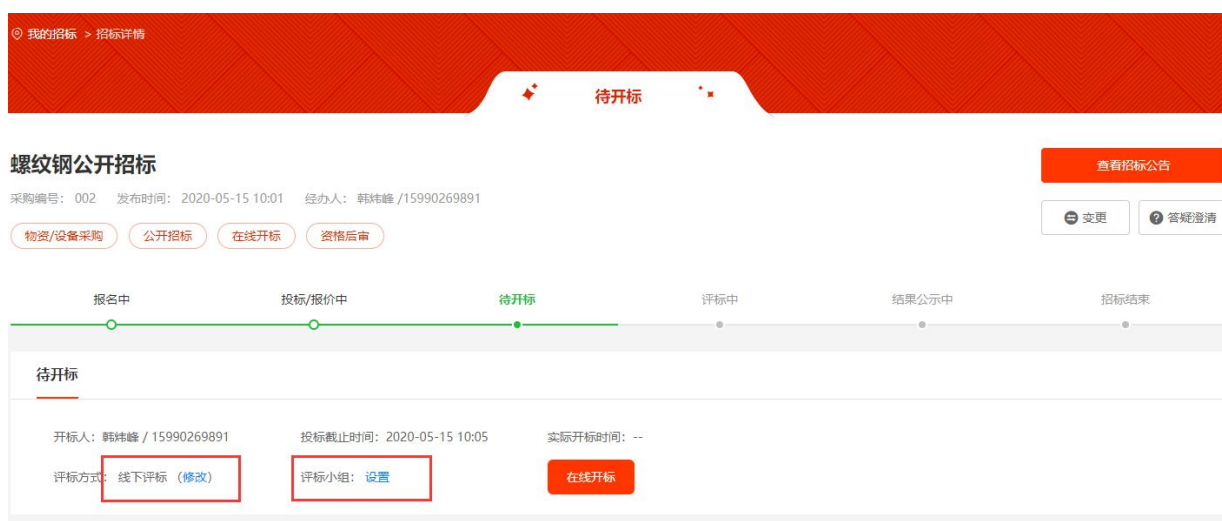 我的招标 > 招标详情
待开标
螺纹钢公开招标
查看招标公告
采购编号： 002 发布时间： 2020-05-15 10:01 经办人： 韩炜峰 /15990269891
变更 答疑澄清
物资/设备采购 公开招标 在线开标 资格后审
报名中 投标/报价中 待开标 评标中 结果公示中 招标结束
待开标
开标人：韩炜峰 / 15990269891 投标截止时间：2020-05-15 10:05 实际开标时间：--
评标方式：线下评标 （修改） 评标小组： 设置 在线开标